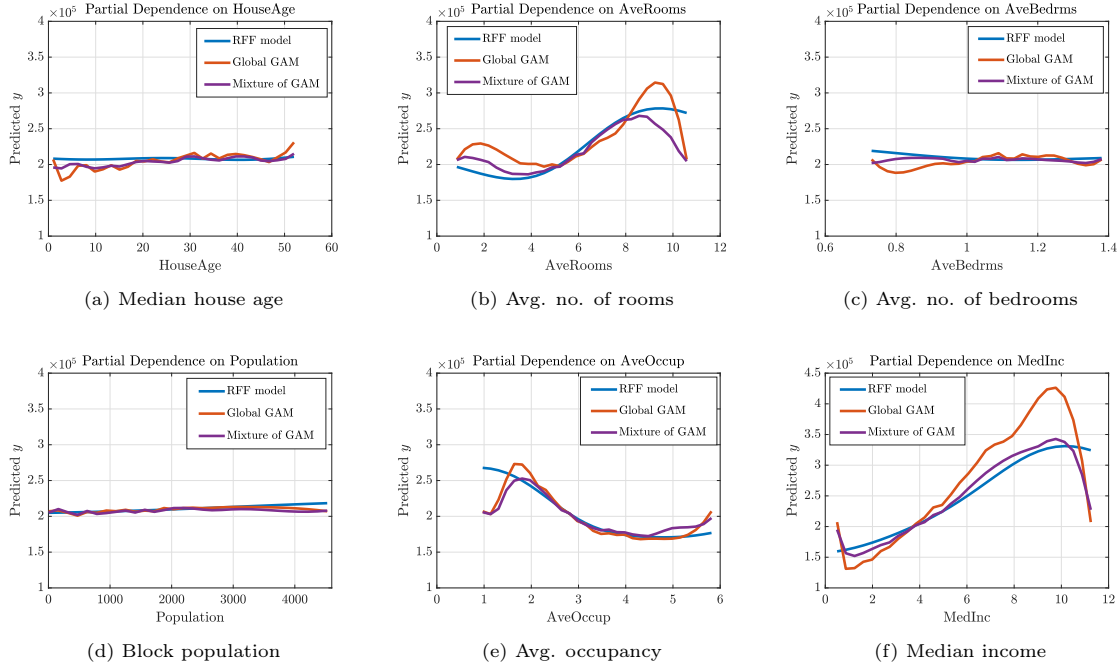 ×10⁵ Partial Dependence on HouseAge
4
3.5
3
2.5
2
1.5
1
Predicted y
RFF model
Global GAM
Mixture of GAM
0 10 20 30 40 50 60
HouseAge
(a) Median house age
×10⁵ Partial Dependence on AveRooms
4
3.5
3
2.5
2
1.5
1
Predicted y
RFF model
Global GAM
Mixture of GAM
0 2 4 6 8 10 12
AveRooms
(b) Avg. no. of rooms
×10⁵ Partial Dependence on AveBedrms
4
3.5
3
2.5
2
1.5
1
Predicted y
RFF model
Global GAM
Mixture of GAM
0.6 0.8 1 1.2 1.4
AveBedrms
(c) Avg. no. of bedrooms
×10⁵ Partial Dependence on Population
4
3.5
3
2.5
2
1.5
1
Predicted y
RFF model
Global GAM
Mixture of GAM
0 1000 2000 3000 4000
Population
(d) Block population
×10⁵ Partial Dependence on AveOccup
4
3.5
3
2.5
2
1.5
1
Predicted y
RFF model
Global GAM
Mixture of GAM
0 1 2 3 4 5 6
AveOccup
(e) Avg. occupancy
×10⁵ Partial Dependence on MedInc
4.5
4
3.5
3
2.5
2
1.5
1
Predicted y
RFF model
Global GAM
Mixture of GAM
0 2 4 6 8 10 12
MedInc
(f) Median income